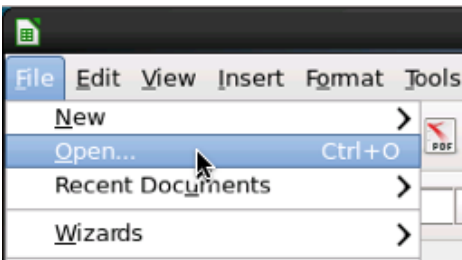 File Edit View Insert Format Tools
New
Open... Ctrl+O
Recent Documents
Wizards
PDF